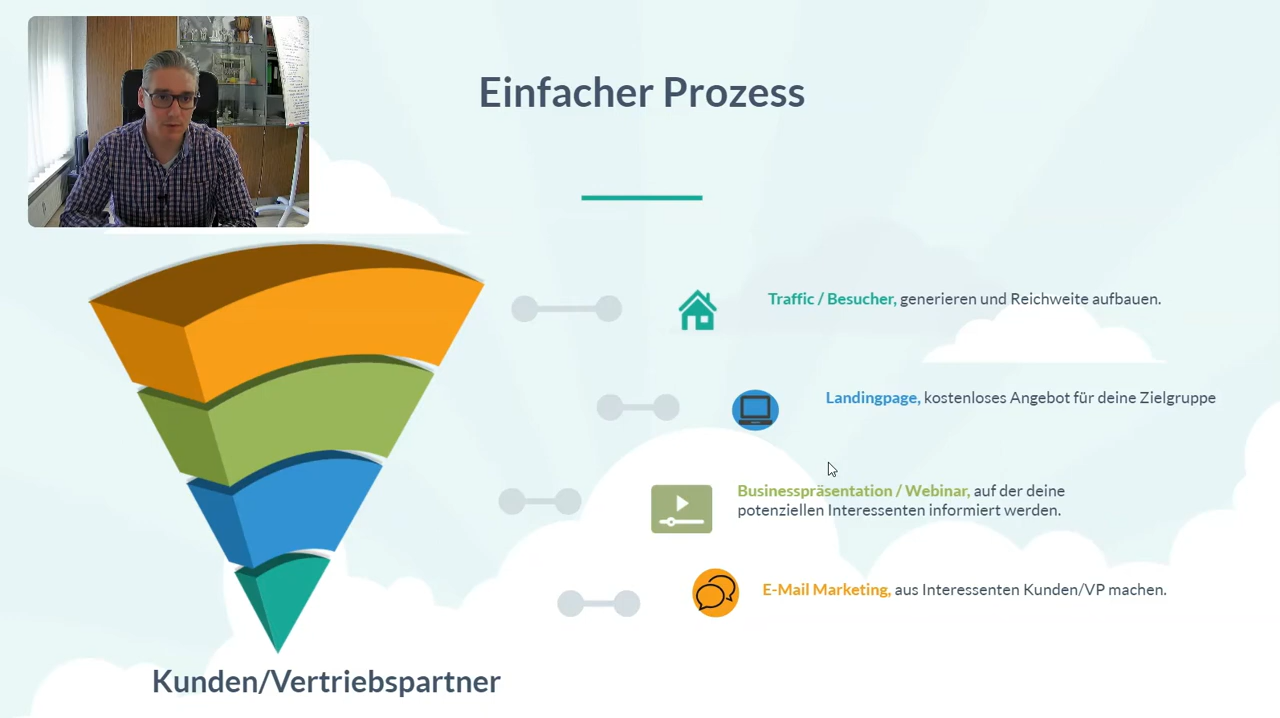 Einfacher Prozess
Traffic / Besucher, generieren und Reichweite aufbauen.
Landingpage, kostenloses Angebot für deine Zielgruppe
Businesspräsentation / Webinar, auf der deine
potenziellen Interessenten informiert werden.
E-Mail Marketing, aus Interessenten Kunden/VP machen.
Kunden/Vertriebspartner